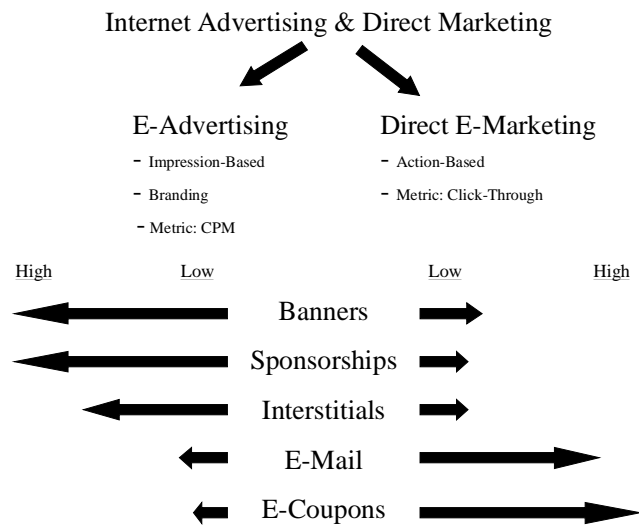 Internet Advertising & Direct Marketing
E-Advertising
- Impression-Based
- Branding
- Metric: CPM
Direct E-Marketing
- Action-Based
- Metric: Click-Through
High Low Low High
Banners
Sponsorships
Interstitials
E-Mail
E-Coupons